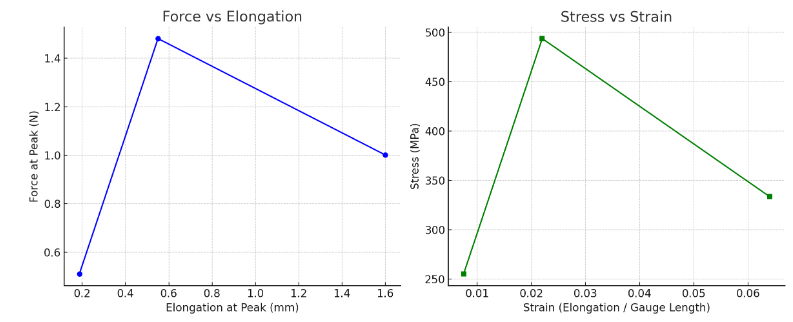 Force vs Elongation
Force at Peak (N)
1.4
1.2
1.0
0.8
0.6
0.2 0.4 0.6 0.8 1.0 1.2 1.4 1.6
Elongation at Peak (mm)
Stress vs Strain
Stress (MPa)
500
450
400
350
300
250
0.01 0.02 0.03 0.04 0.05 0.06
Strain (Elongation / Gauge Length)